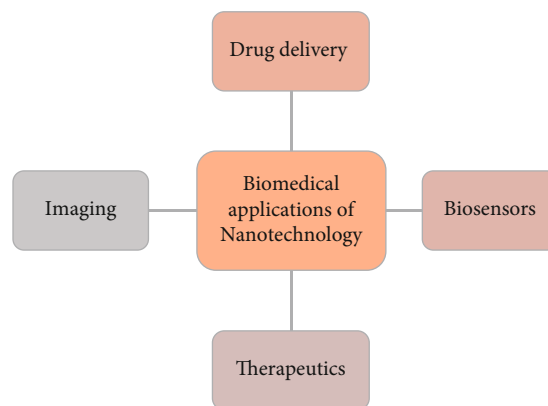 Drug delivery
Imaging
Biomedical
applications of
Nanotechnology
Biosensors
Therapeutics